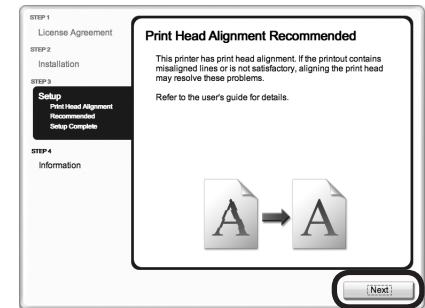 STEP 1
License Agreement
STEP 2
Installation
STEP 3
Setup
Print Head Alignment
Recommended
Setup Complete
STEP 4
Information
Print Head Alignment Recommended
This printer has print head alignment. If the printout contains
misaligned lines or is not satisfactory, aligning the print head
may resolve these problems.
Refer to the user's guide for details.
A
A
Next